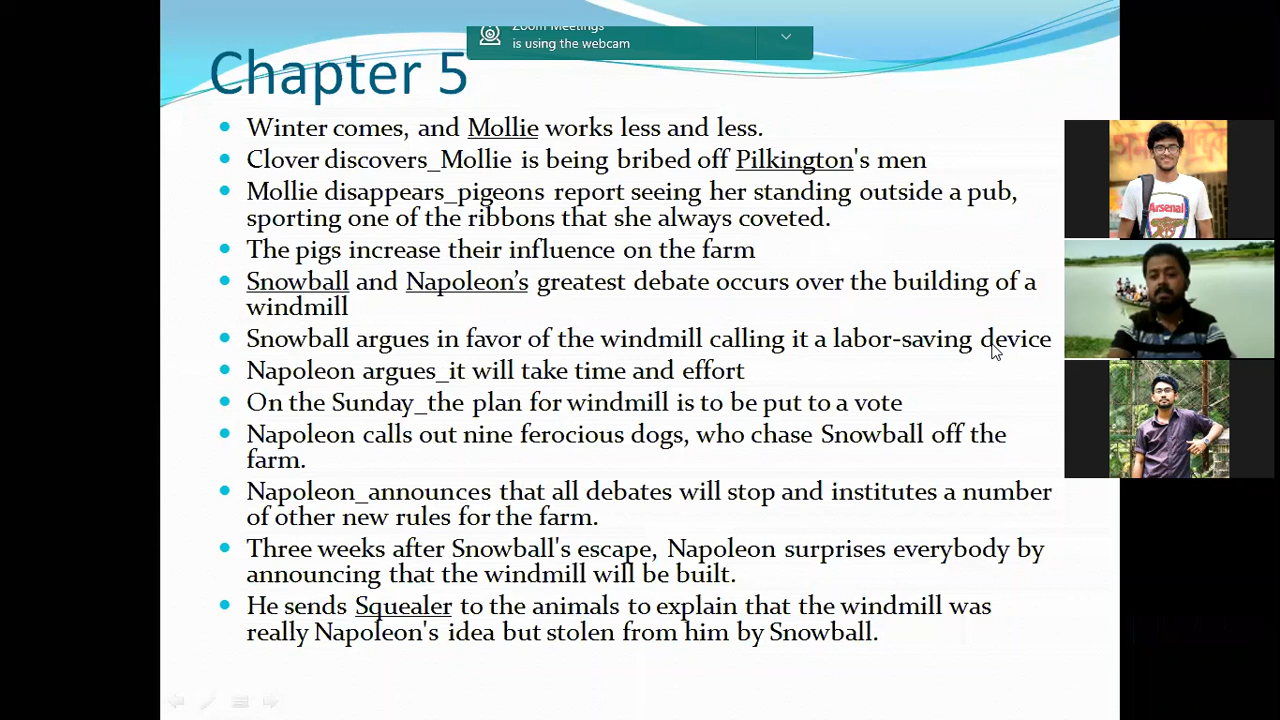 Zoom Meetings
is using the webcam
Chapter 5
Winter comes, and Mollie works less and less.
Clover discovers_Mollie is being bribed off Pilkington's men
Mollie disappears_pigeons report seeing her standing outside a pub,
sporting one of the ribbons that she always coveted.
The pigs increase their influence on the farm
Snowball and Napoleon’s greatest debate occurs over the building of a
windmill
Snowball argues in favor of the windmill calling it a labor-saving device
Napoleon argues_it will take time and effort
On the Sunday_the plan for windmill is to be put to a vote
Napoleon calls out nine ferocious dogs, who chase Snowball off the
farm.
Napoleon_announces that all debates will stop and institutes a number
of other new rules for the farm.
Three weeks after Snowball's escape, Napoleon surprises everybody by
announcing that the windmill will be built.
He sends Squealer to the animals to explain that the windmill was
really Napoleon's idea but stolen from him by Snowball.
Arsenal